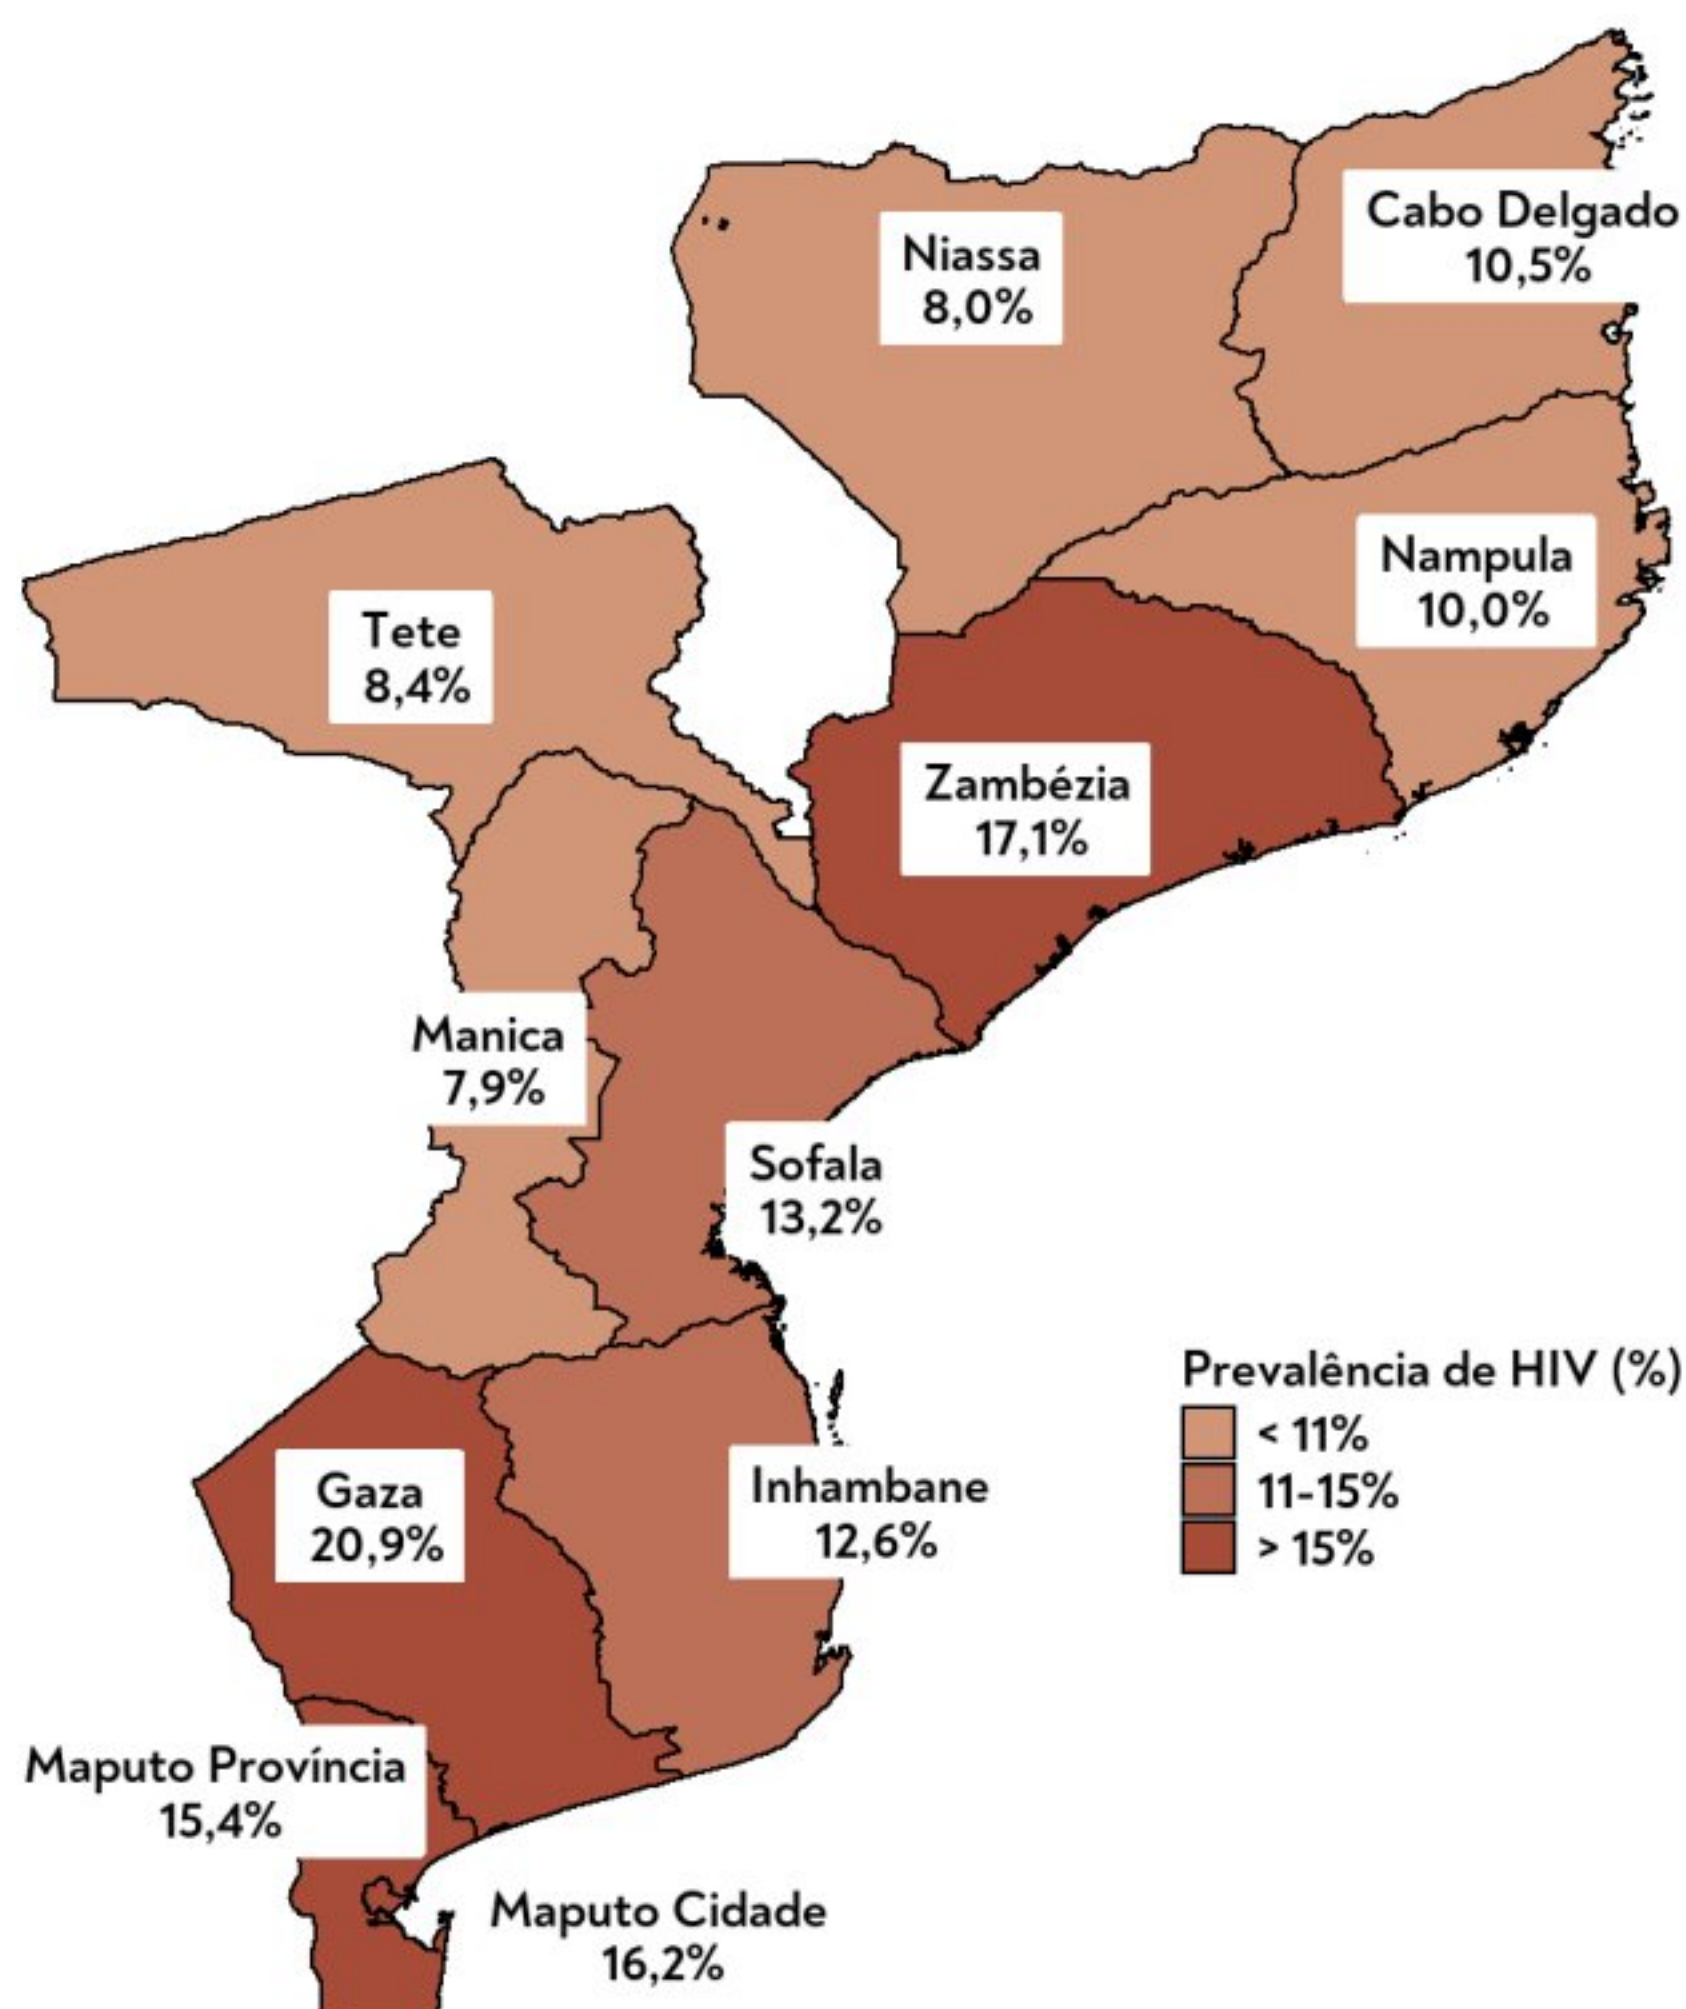 Cabo Delgado
10,5%
Niassa
8,0%
Nampula
10,0%
Tete
8,4%
Zambézia
17,1%
Manica
7,9%
Sofala
13,2%
Prevalência de HIV (%)
< 11%
11-15%
> 15%
Gaza
20,9%
Inhambane
12,6%
Maputo Província
15,4%
Maputo Cidade
16,2%